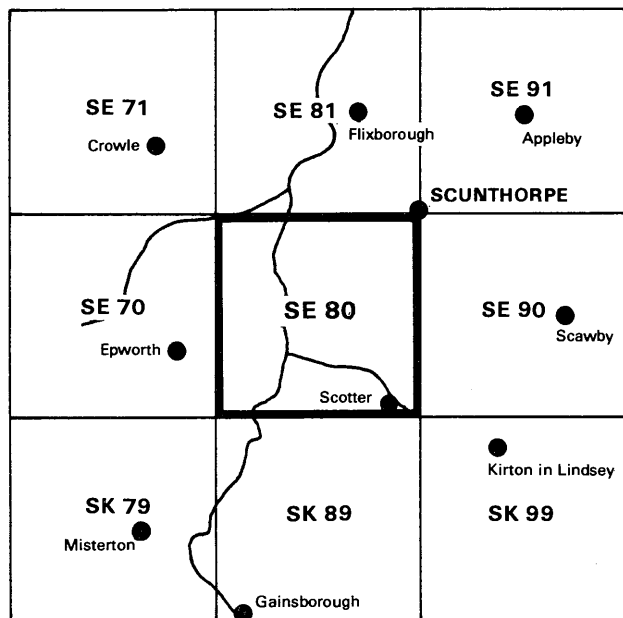 SE 71
Crowle
SE 81
Flixborough
SE 91
Appleby
SCUNTHORPE
SE 70
Epworth
SE 80
Scotter
SE 90
Scawby
SK 79
Misterton
SK 89
Gainsborough
Kirton in Lindsey
SK 99